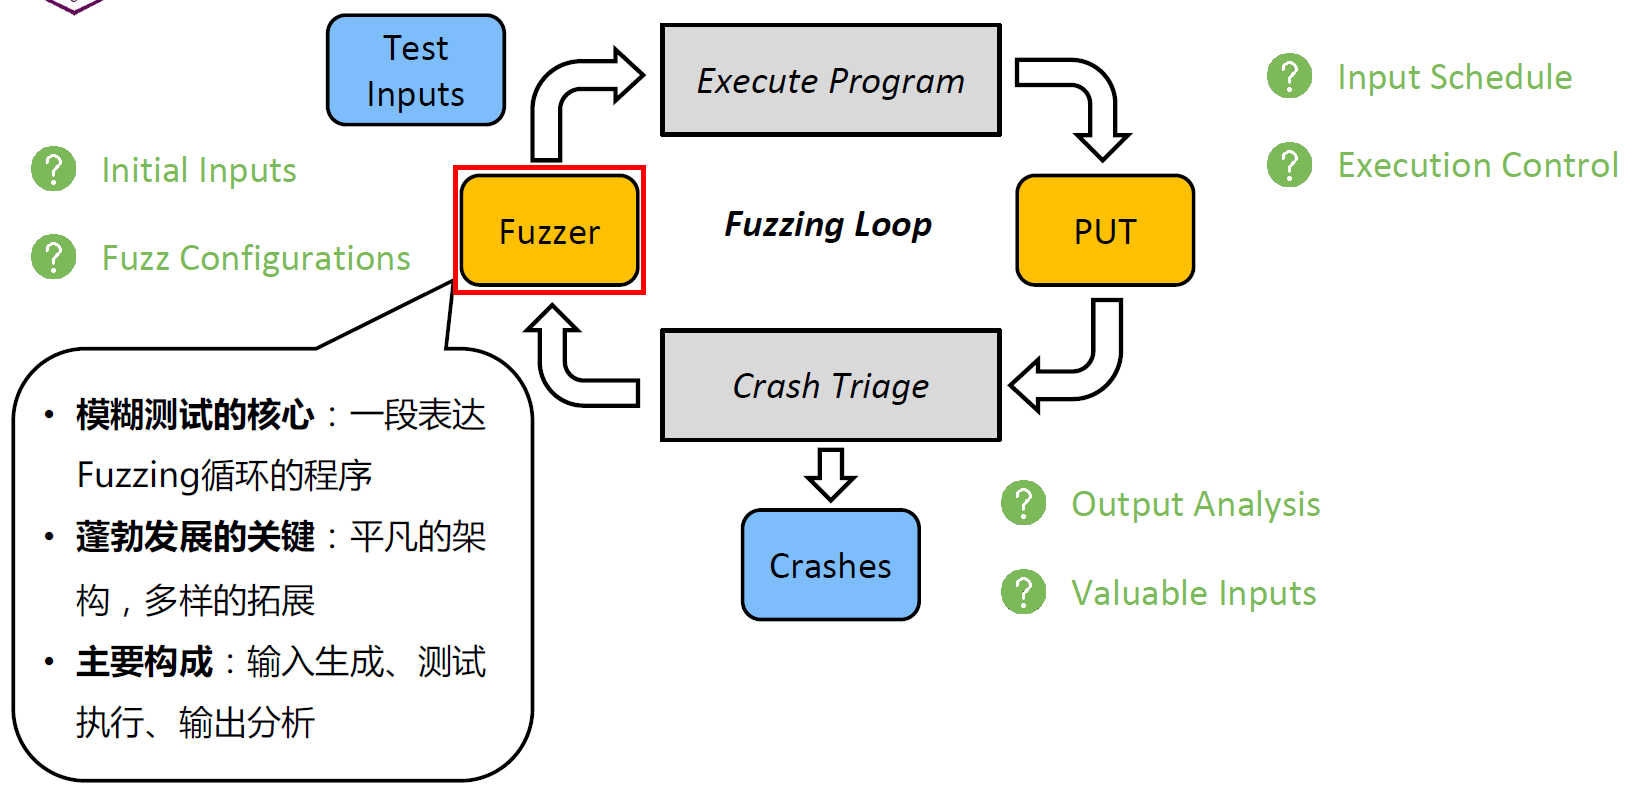 Test
Inputs
Execute Program
Input Schedule
Execution Control
Initial Inputs
Fuzz Configurations
Fuzzer
Fuzzing Loop
PUT
Crash Triage
Crashes
Output Analysis
Valuable Inputs
• 模糊测试的核心：一段表达
Fuzzing循环的程序
• 蓬勃发展的关键：平凡的架
构，多样的拓展
• 主要构成：输入生成、测试
执行、输出分析